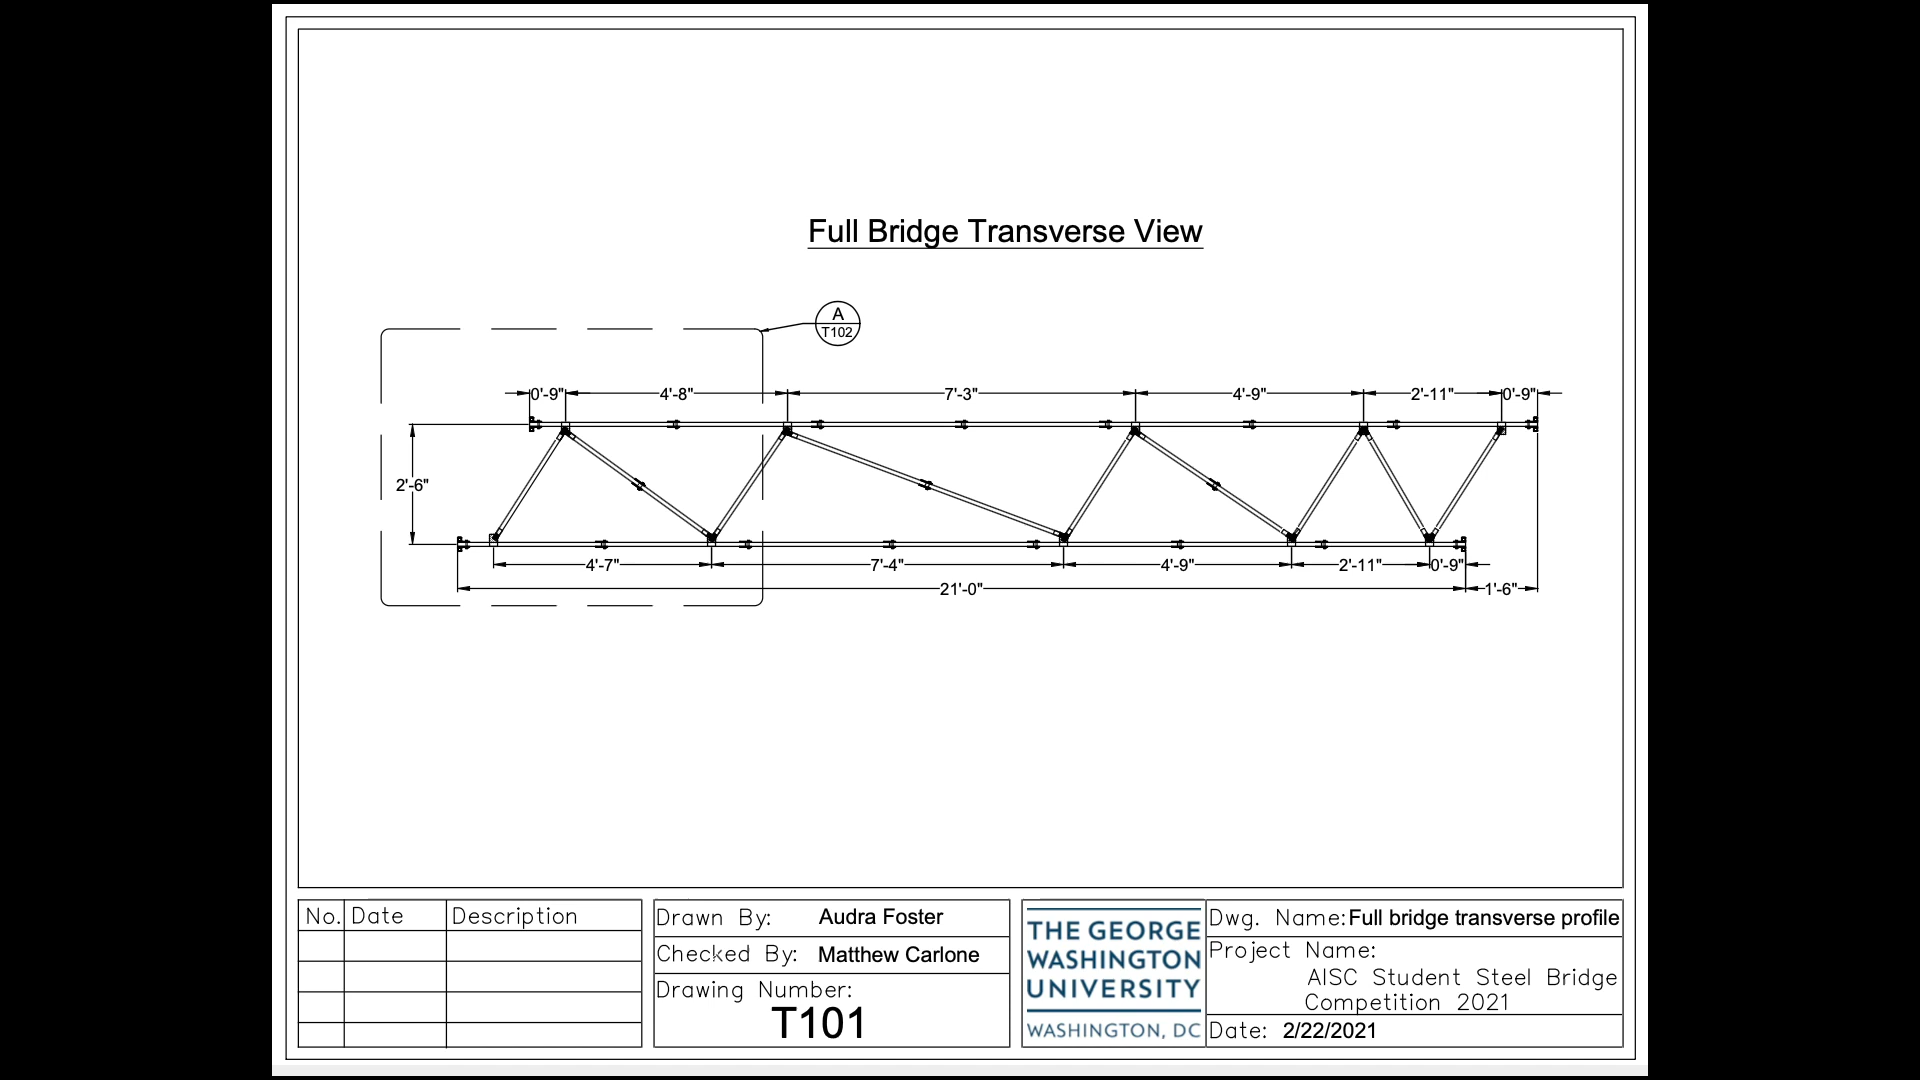 Full Bridge Transverse View
A
T102
0'-9"
4'-8"
7'-3"
4'-9"
2'-11"
0'-9"
2'-6"
4'-7"
7'-4"
4'-9"
2'-11"
0'-9"
21'-0"
1'-6"
No. Date Description
Drawn By: Audra Foster
Checked By: Matthew Carlone
Drawing Number:
T101
THE GEORGE
WASHINGTON
UNIVERSITY
WASHINGTON, DC
Dwg. Name: Full bridge transverse profile
Project Name:
AISC Student Steel Bridge
Competition 2021
Date: 2/22/2021